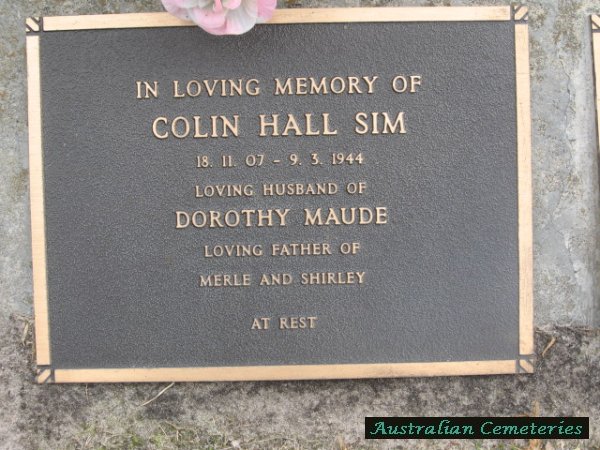 IN LOVING MEMORY OF
COLIN HALL SIM
18. 11. 07 - 9. 3. 1944
LOVING HUSBAND OF
DOROTHY MAUDE
LOVING FATHER OF
MERLE AND SHIRLEY
AT REST
Australian Cemeteries